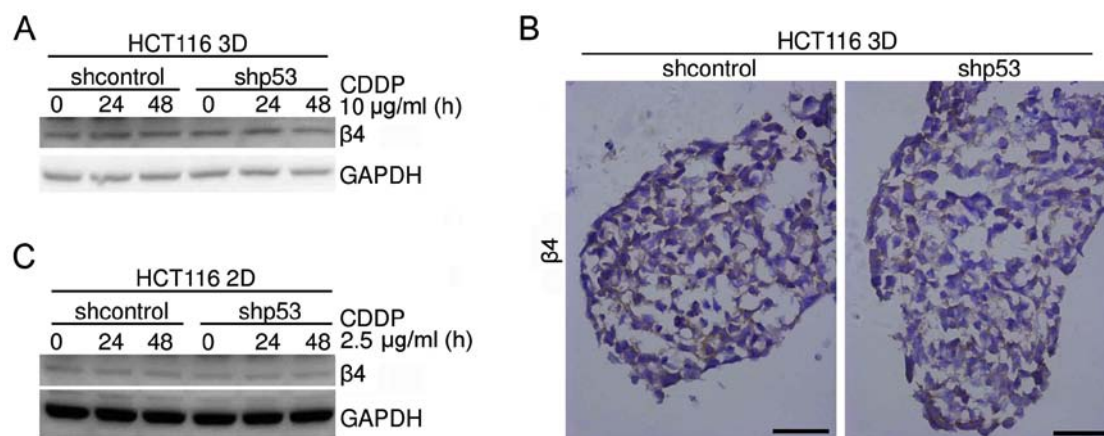 A
HCT116 3D
shcontrol shp53
CDDP
0 24 48 0 24 48 10 µg/ml (h)
β4
GAPDH
B
HCT116 3D
shcontrol shp53
β4
C
HCT116 2D
shcontrol shp53
CDDP
0 24 48 0 24 48 2.5 µg/ml (h)
β4
GAPDH